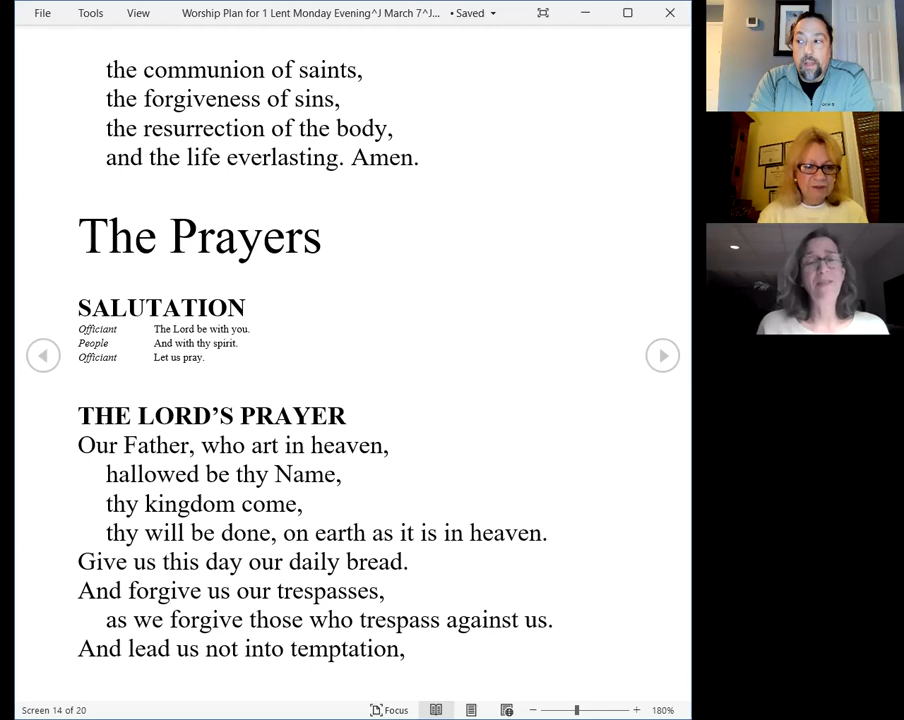 File Tools View Worship Plan for 1 Lent Monday Evening^J March 7^J... • Saved
the communion of saints,
the forgiveness of sins,
the resurrection of the body,
and the life everlasting. Amen.
The Prayers
SALUTATION
Officiant The Lord be with you.
People And with thy spirit.
Officiant Let us pray.
THE LORD’S PRAYER
Our Father, who art in heaven,
hallowed be thy Name,
thy kingdom come,
thy will be done, on earth as it is in heaven.
Give us this day our daily bread.
And forgive us our trespasses,
as we forgive those who trespass against us.
And lead us not into temptation,
Screen 14 of 20 Focus 180%